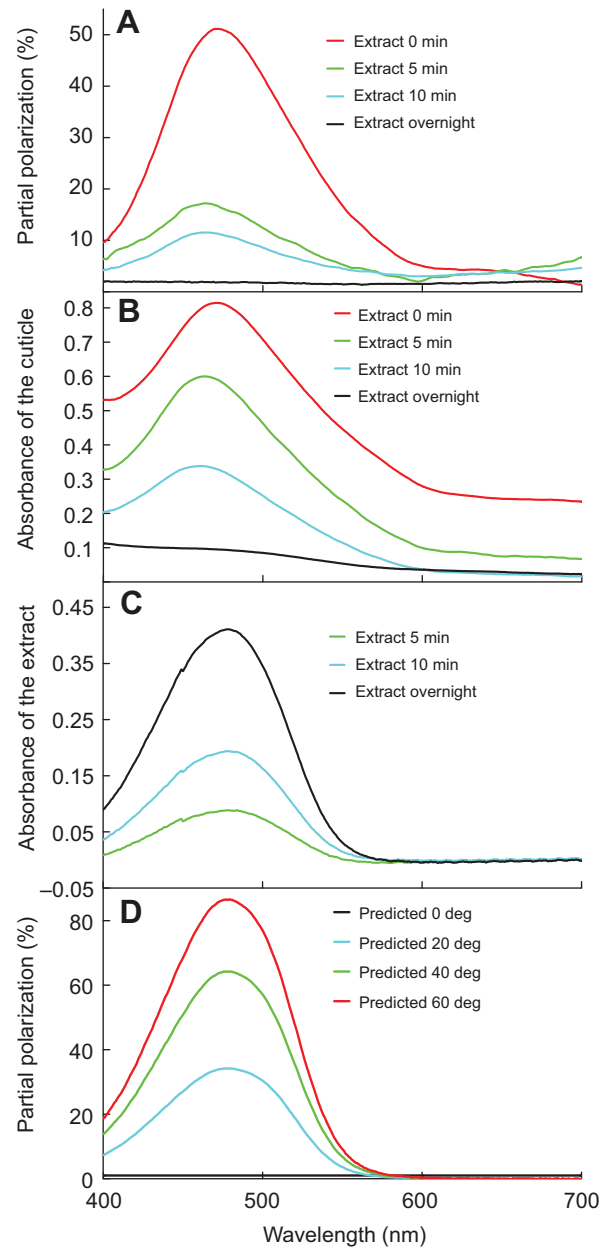 A
Partial polarization (%)
50
40
30
20
10
Extract 0 min
Extract 5 min
Extract 10 min
Extract overnight
B
Absorbance of the cuticle
0.8
0.7
0.6
0.5
0.4
0.3
0.2
0.1
Extract 0 min
Extract 5 min
Extract 10 min
Extract overnight
C
Absorbance of the extract
0.45
0.35
0.25
0.15
0.05
–0.05
Extract 5 min
Extract 10 min
Extract overnight
D
Partial polarization (%)
80
60
40
20
0
Predicted 0 deg
Predicted 20 deg
Predicted 40 deg
Predicted 60 deg
400 500 600 700
Wavelength (nm)